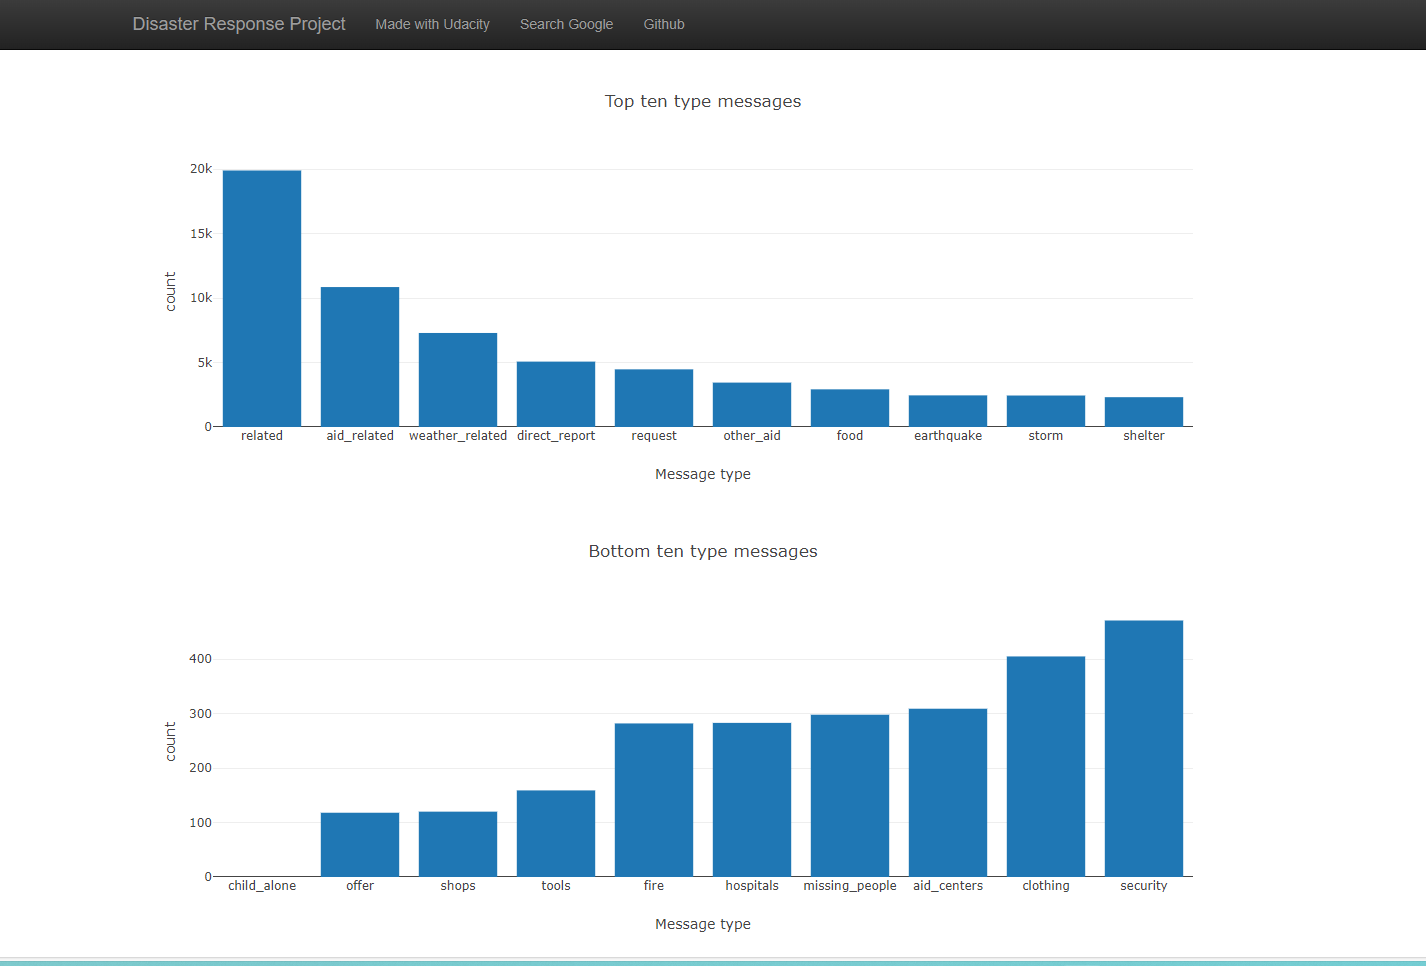 Disaster Response Project Made with Udacity Search Google Github
Top ten type messages
20k
15k
10k
5k
0
count
related aid_related weather_related direct_report request other_aid food earthquake storm shelter
Message type
Bottom ten type messages
400
300
200
100
0
count
child_alone offer shops tools fire hospitals missing_people aid_centers clothing security
Message type